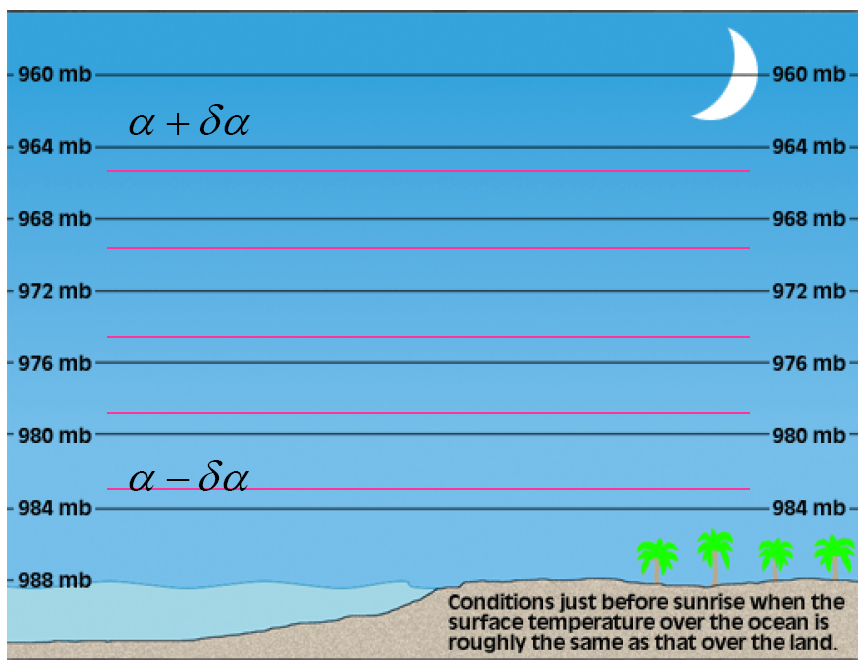 960 mb 960 mb
α + δα
964 mb 964 mb
968 mb 968 mb
972 mb 972 mb
976 mb 976 mb
980 mb 980 mb
α − δα
984 mb 984 mb
988 mb
Conditions just before sunrise when the
surface temperature over the ocean is
roughly the same as that over the land.